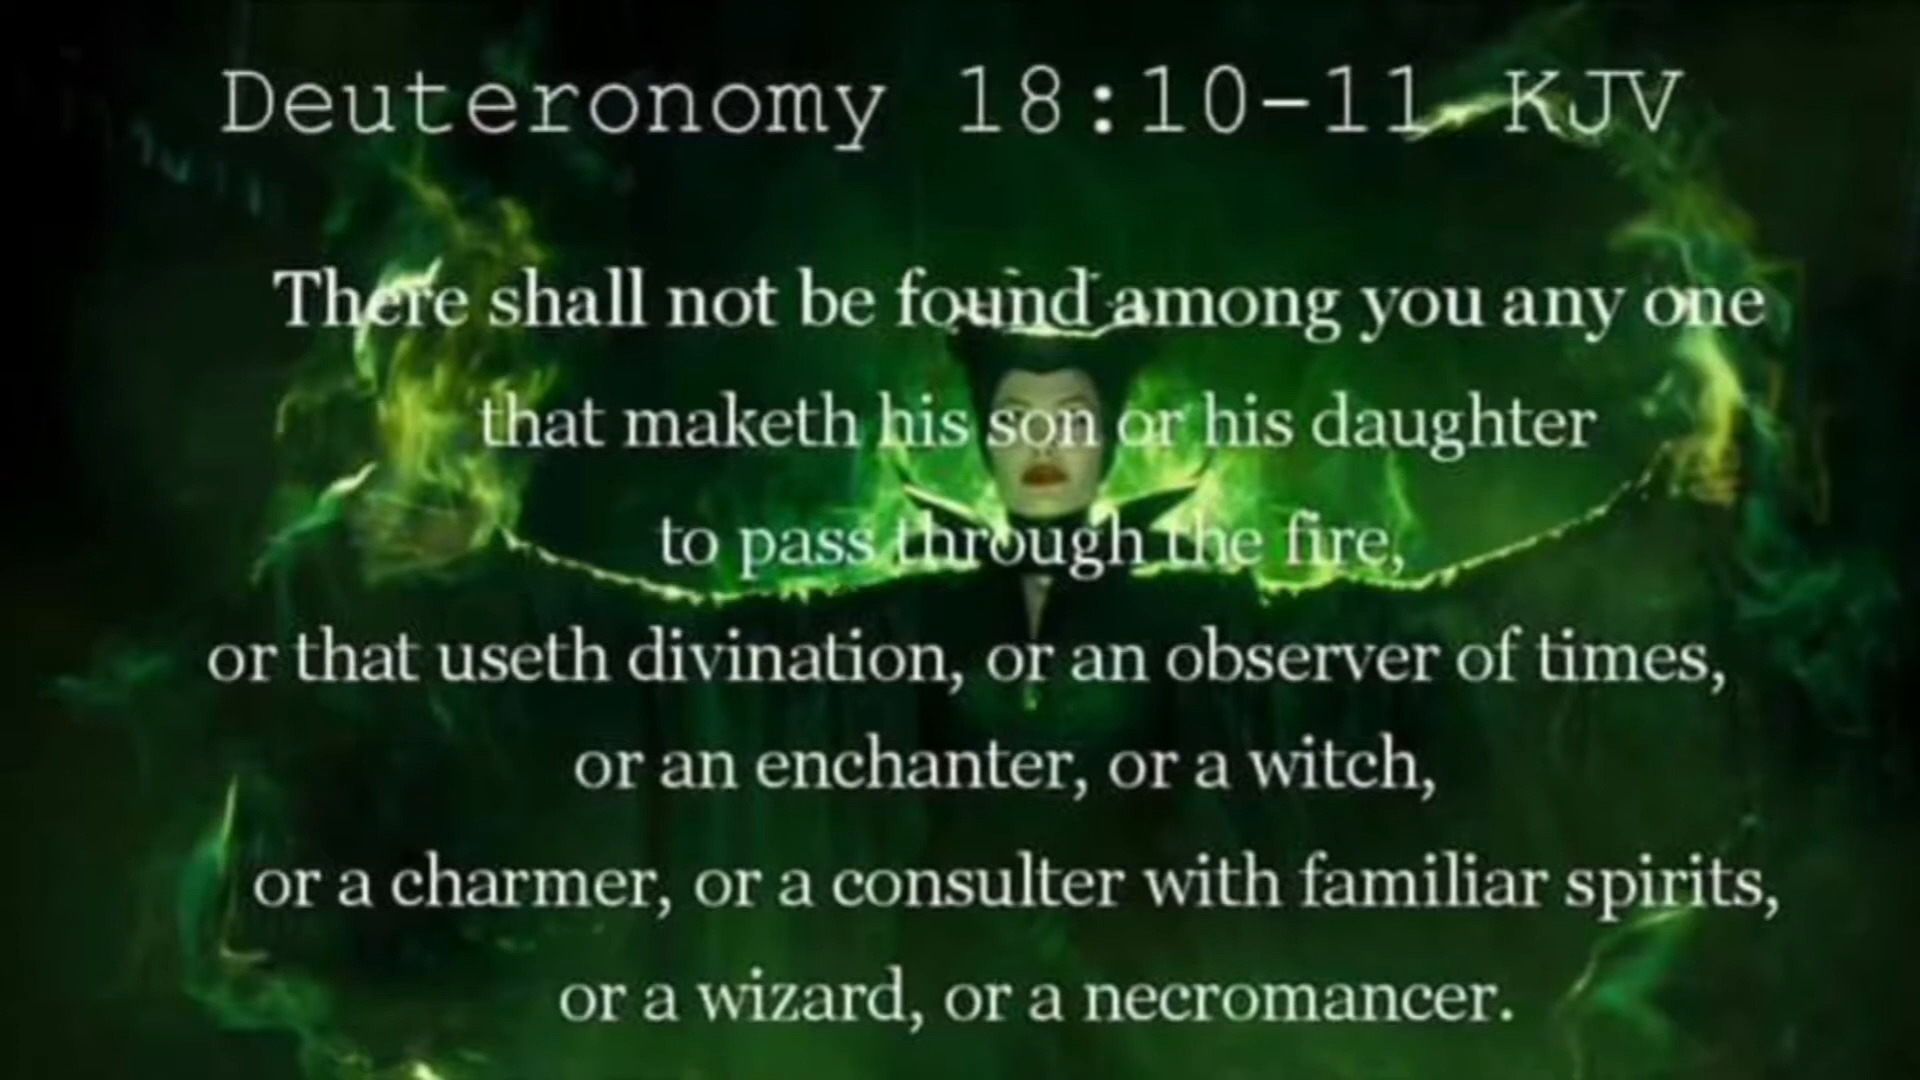 Deuteronomy 18:10-11 KJV
There shall not be found among you any one
that maketh his son or his daughter
to pass through the fire,
or that useth divination, or an observer of times,
or an enchanter, or a witch,
or a charmer, or a consulter with familiar spirits,
or a wizard, or a necromancer.